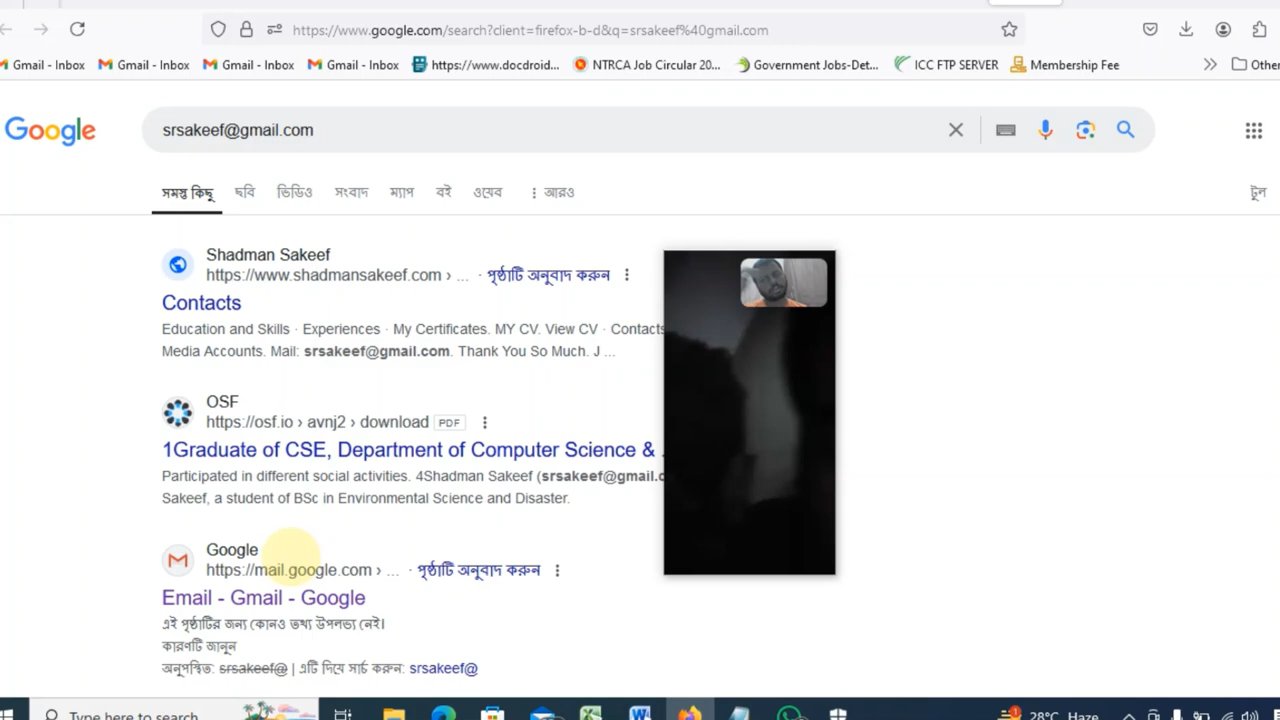 https://www.google.com/search?client=firefox-b-d&q=srsakeef%40gmail.com
Gmail - Inbox
Gmail - Inbox
Gmail - Inbox
Gmail - Inbox
https://www.docdroid...
NTRCA Job Circular 20...
Government Jobs-Det...
ICC FTP SERVER
Membership Fee
Other
Google
srsakeef@gmail.com
সমস্ত কিছু
ছবি
ভিডিও
সংবাদ
ম্যাপ
বই
ওয়েব
আরও
টুল
Shadman Sakeef
https://www.shadmansakeef.com › ... · পৃষ্ঠাটি অনুবাদ করুন
Contacts
Education and Skills · Experiences · My Certificates. MY CV. View CV · Contacts
Media Accounts. Mail: srsakeef@gmail.com. Thank You So Much. J ...
OSF
https://osf.io › avnj2 › download PDF
1Graduate of CSE, Department of Computer Science & .
Participated in different social activities. 4Shadman Sakeef (srsakeef@gmail.c
Sakeef, a student of BSc in Environmental Science and Disaster.
Google
https://mail.google.com › ... · পৃষ্ঠাটি অনুবাদ করুন
Email - Gmail - Google
এই পৃষ্ঠাটির জন্য কোনও তথ্য উপলভ্য নেই।
কারণটি জানুন
অনুপস্থিত: srsakeef@ | এটি দিয়ে সার্চ করুন: srsakeef@
Type here to search
28°C Haze